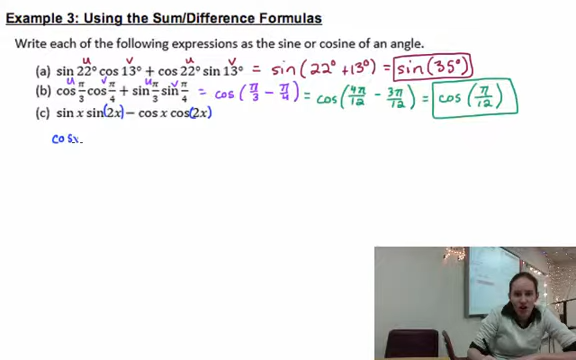 Example 3: Using the Sum/Difference Formulas
Write each of the following expressions as the sine or cosine of an angle.
u v u v
(a) sin 22° cos 13° + cos 22° sin 13° = sin(22° + 13°) = sin(35°)
u v u v
(b) cos π/3 cos π/4 + sin π/3 sin π/4 = cos (π/3 - π/4) = cos (4π/12 - 3π/12) = cos (π/12)
(c) sin x sin(2x) − cos x cos(2x)
cosx